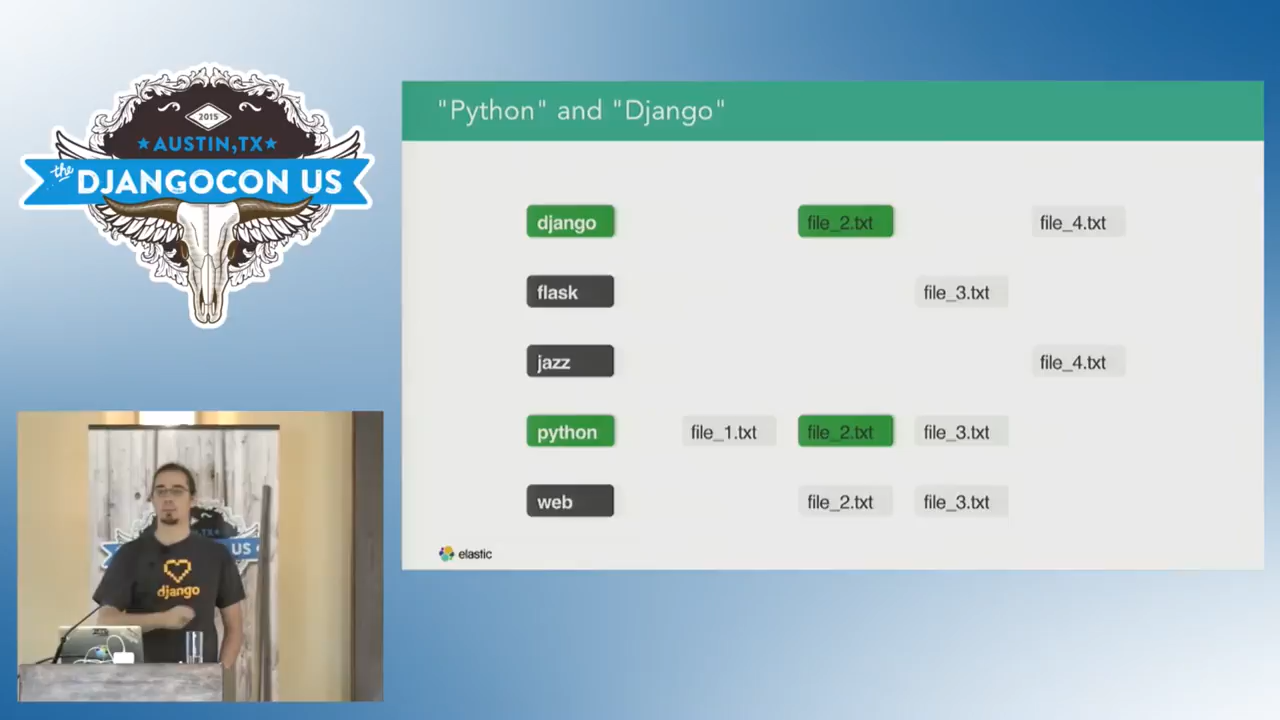 2015
★AUSTIN,TX★
the
DJANGOCON US
"Python" and "Django"
django file_2.txt file_4.txt
flask file_3.txt
jazz file_4.txt
python file_1.txt file_2.txt file_3.txt
web file_2.txt file_3.txt
elastic
django
US